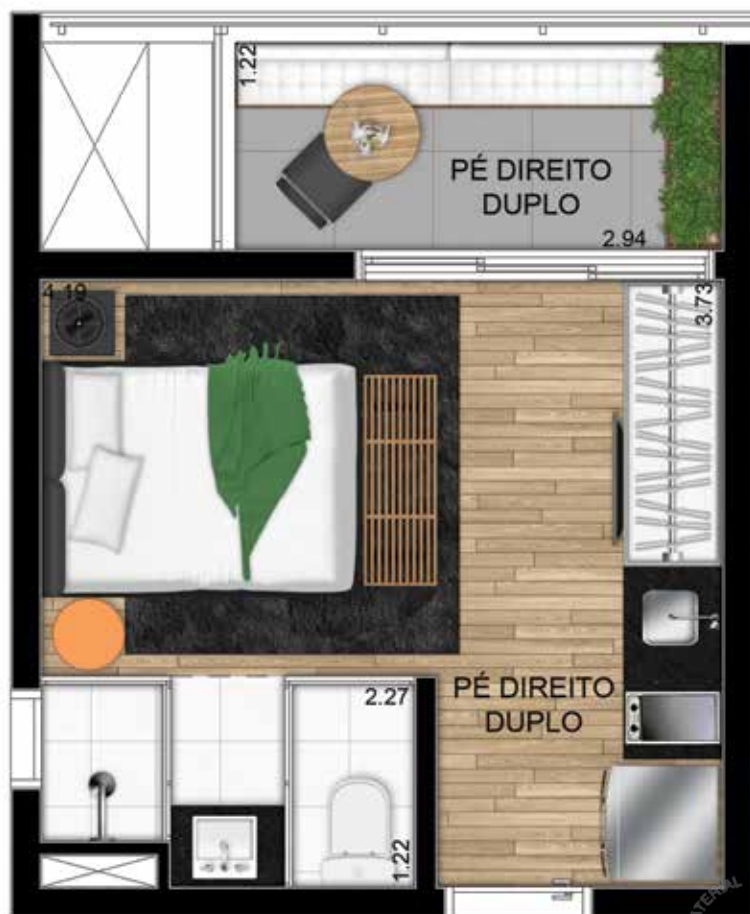 1.22
PÉ DIREITO
DUPLO
2.94
4.19
3.73
2.27
PÉ DIREITO
DUPLO
1.22